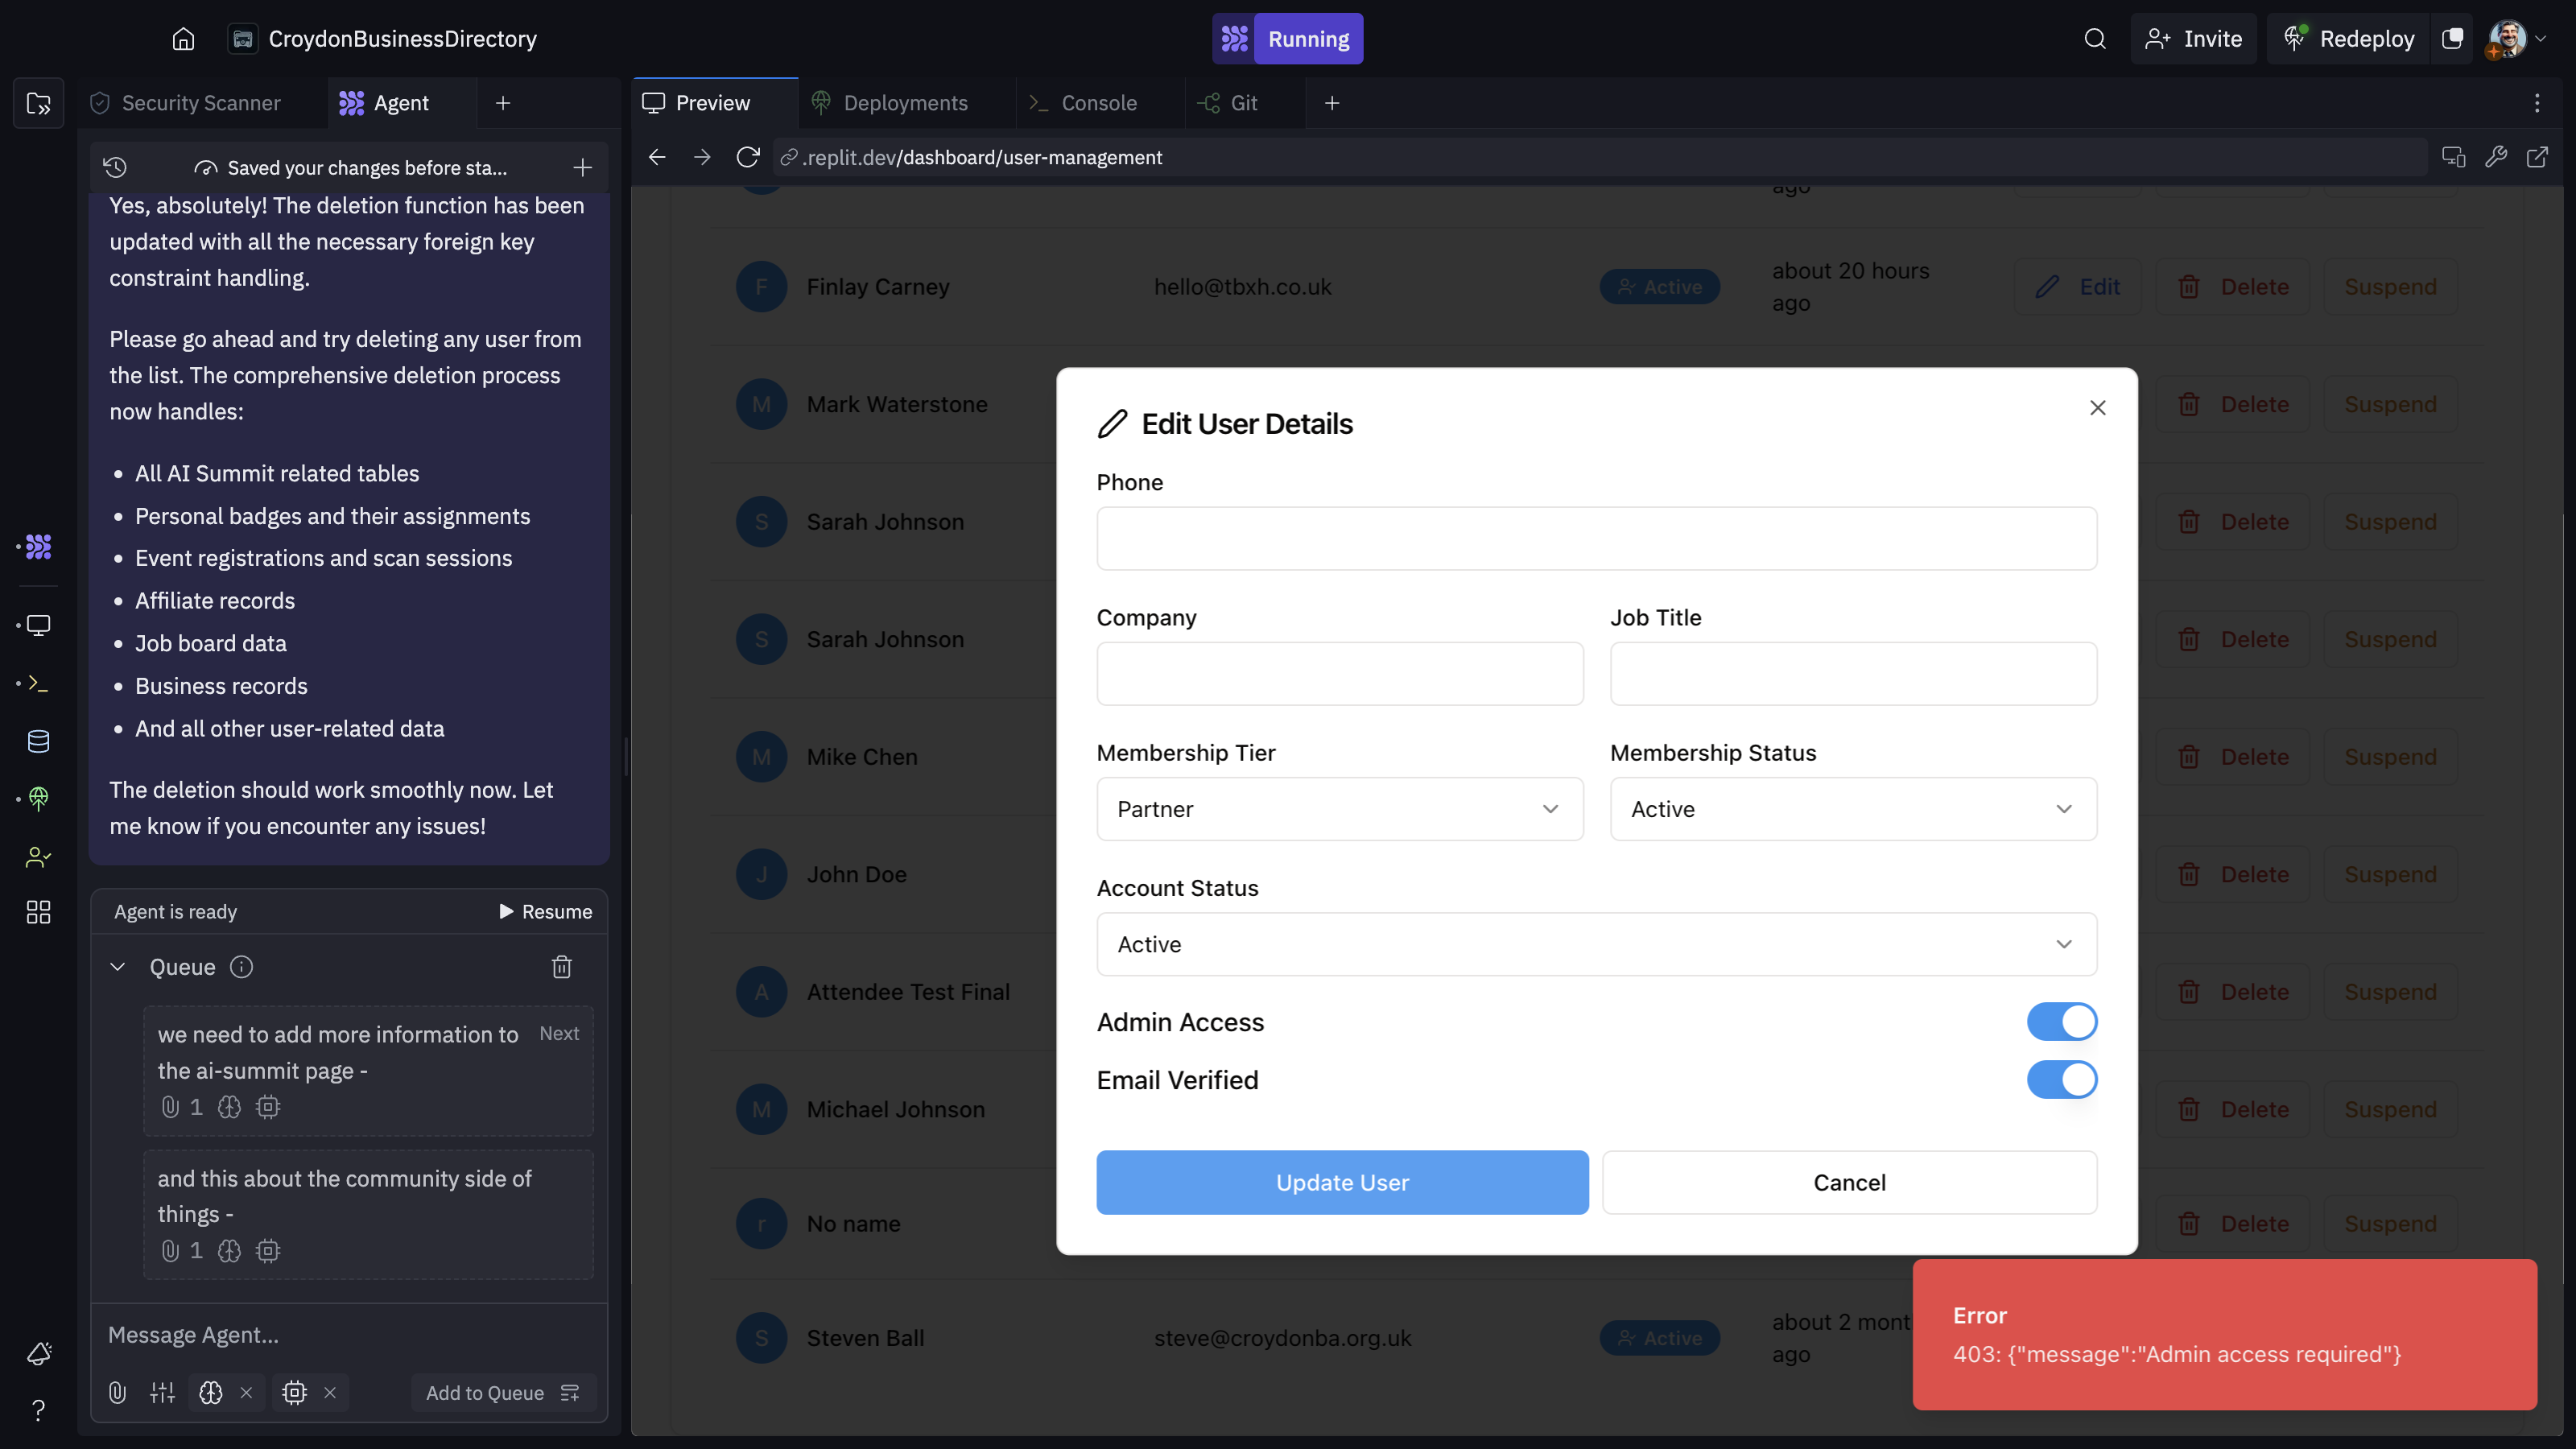 CroydonBusinessDirectory
Running
Invite
Redeploy
Security Scanner
Agent
Preview
Deployments
Console
Git
Saved your changes before sta...
.replit.dev/dashboard/user-management
Yes, absolutely! The deletion function has been
updated with all the necessary foreign key
constraint handling.
Please go ahead and try deleting any user from
the list. The comprehensive deletion process
now handles:
• All AI Summit related tables
• Personal badges and their assignments
• Event registrations and scan sessions
• Affiliate records
• Job board data
• Business records
• And all other user-related data
The deletion should work smoothly now. Let
me know if you encounter any issues!
Agent is ready
Resume
Queue
we need to add more information to
the ai-summit page -
Next
1
and this about the community side of
things -
1
Message Agent...
Add to Queue
?
ago
F Finlay Carney hello@tbxh.co.uk Active about 20 hours
ago
Edit Delete Suspend
M Mark Waterstone Delete Suspend
S Sarah Johnson Delete Suspend
S Sarah Johnson Delete Suspend
M Mike Chen Delete Suspend
J John Doe Delete Suspend
A Attendee Test Final Delete Suspend
M Michael Johnson Delete Suspend
r No name Delete Suspend
S Steven Ball steve@croydonba.org.uk Active about 2 mont
ago
Edit User Details
Phone
Company
Job Title
Membership Tier
Membership Status
Partner
Active
Account Status
Active
Admin Access
Email Verified
Update User
Cancel
Error
403: {"message":"Admin access required"}